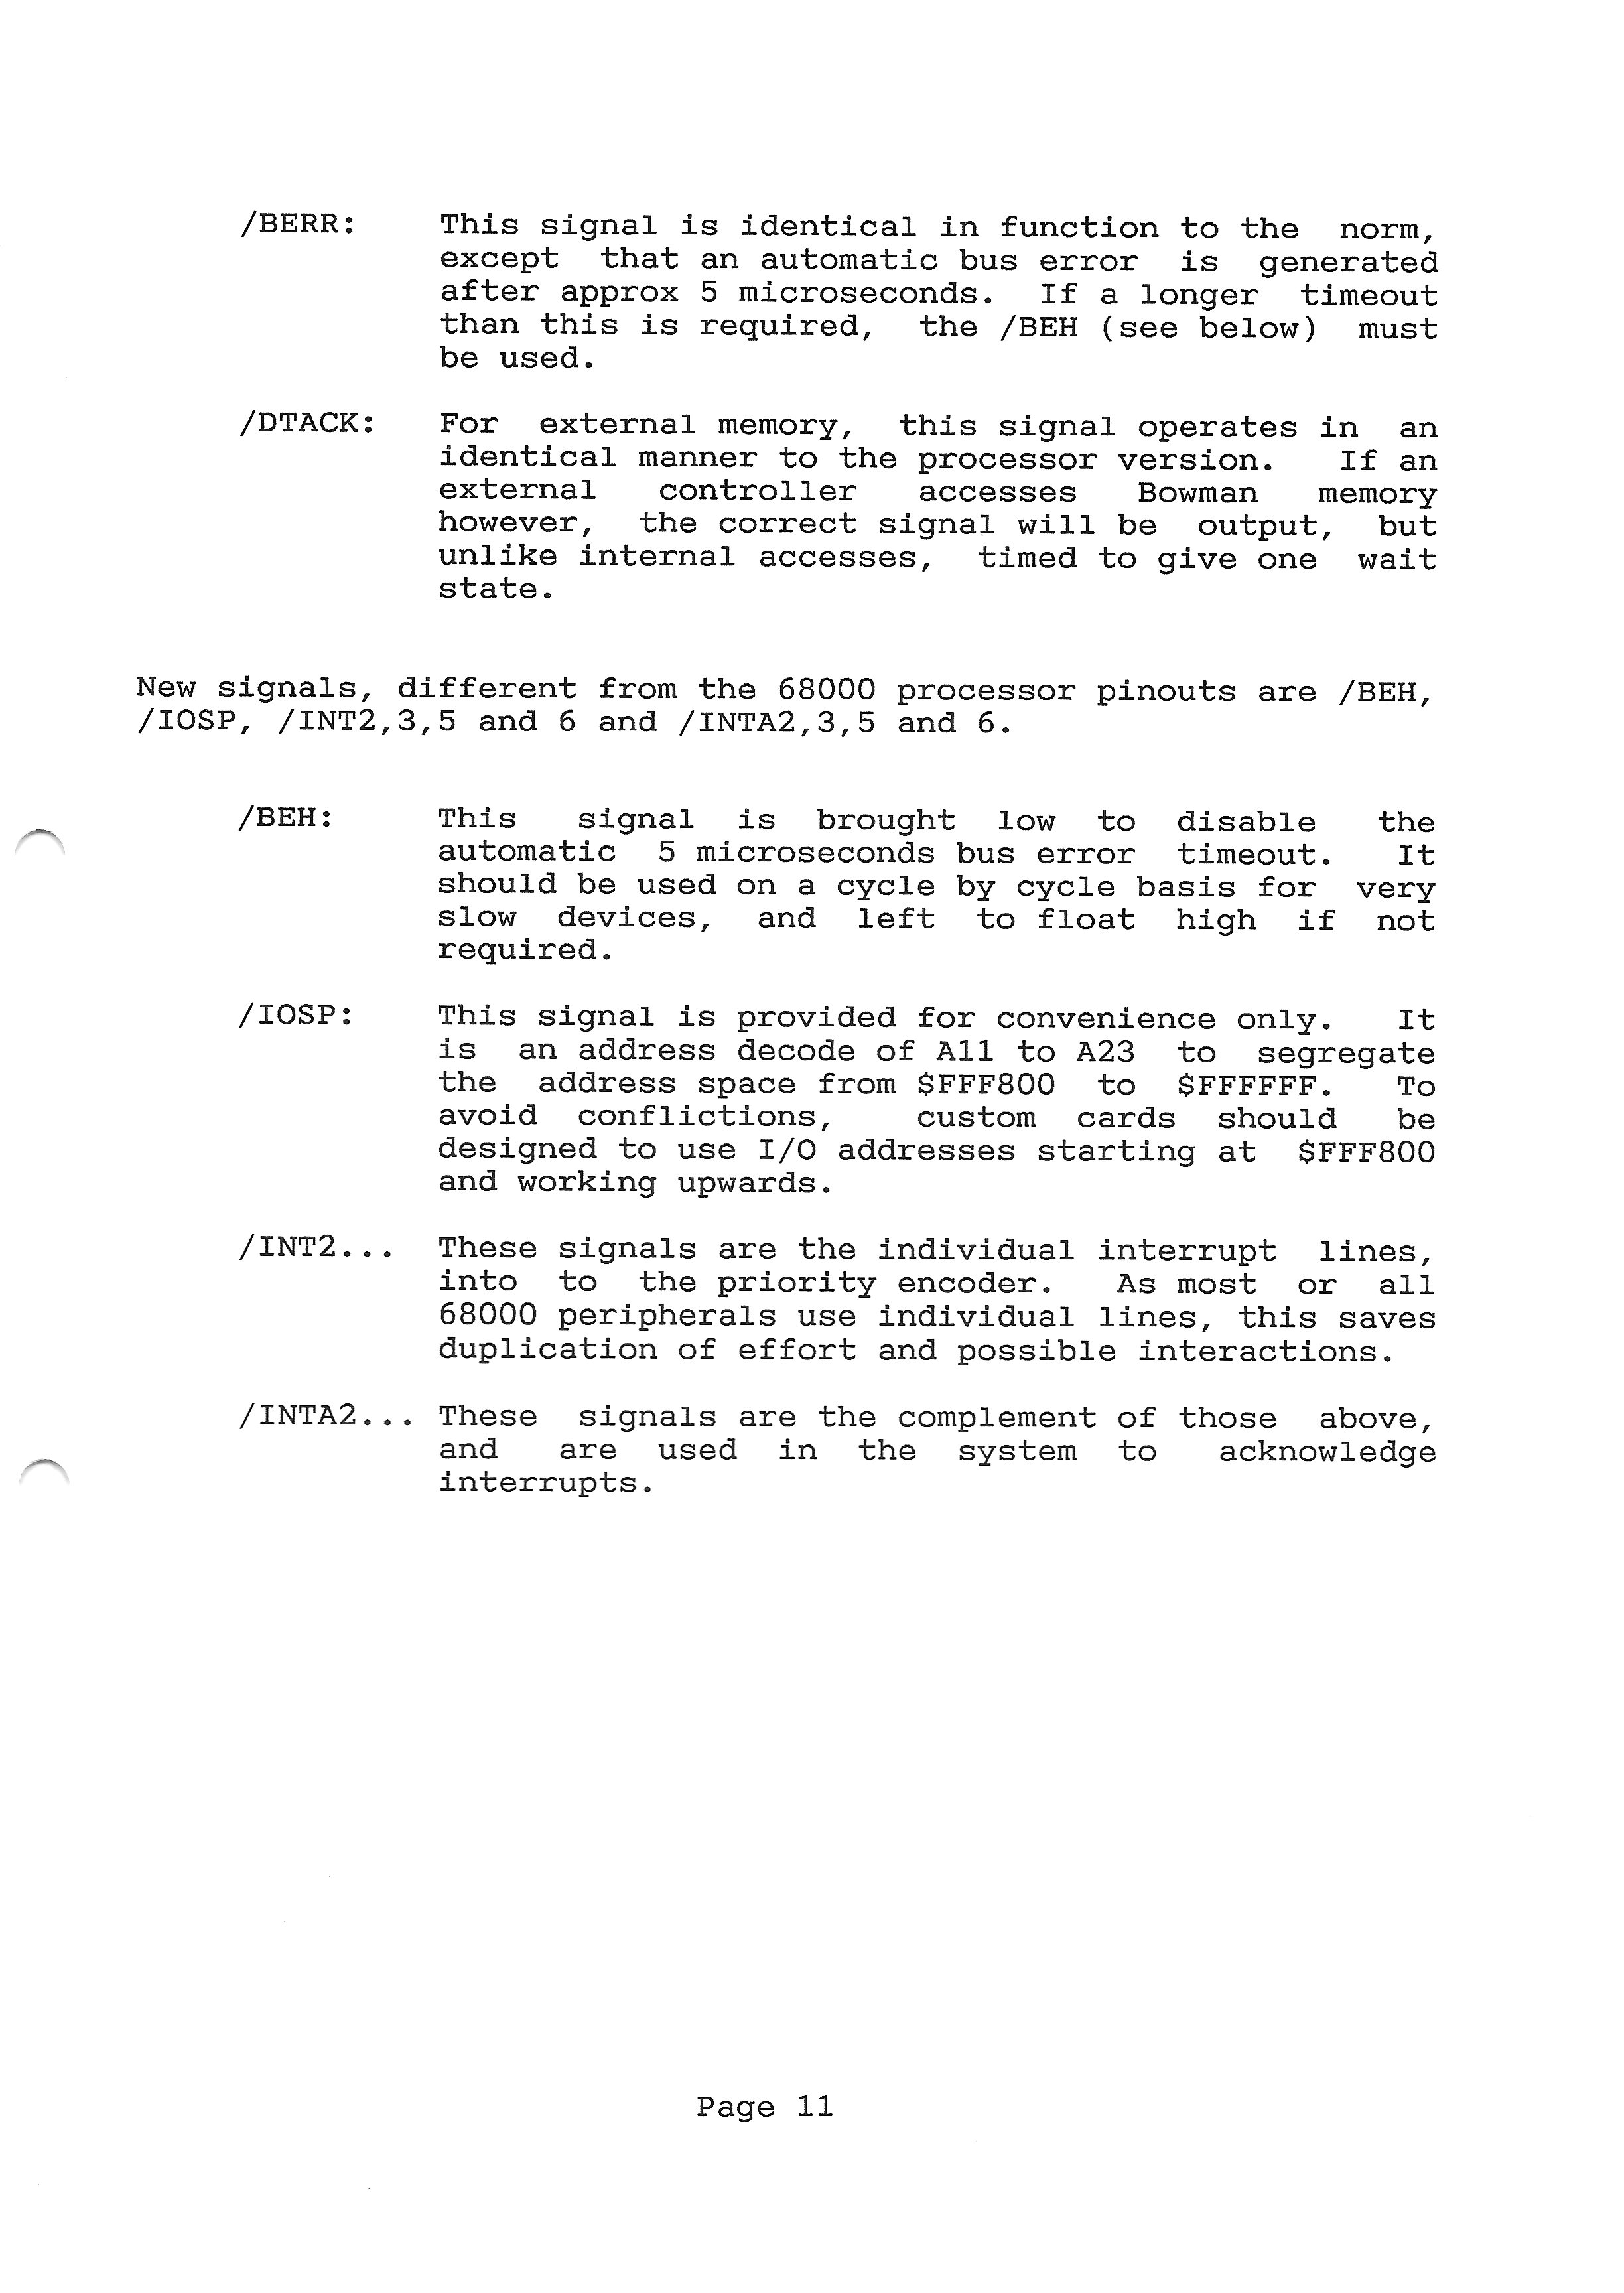 /BERR: This signal is identical in function to the norm,
except that an automatic bus error is generated
after approx 5 microseconds. If a longer timeout
than this is required, the /BEH (see below) must
be used.
/DTACK: For external memory, this signal operates in an
identical manner to the processor version. If an
external controller accesses Bowman memory
however, the correct signal will be output, but
unlike internal accesses, timed to give one wait
state.
New signals, different from the 68000 processor pinouts are /BEH,
/IOSP, /INT2,3,5 and 6 and /INTA2,3,5 and 6.
/BEH: This signal is brought low to disable the
automatic 5 microseconds bus error timeout. It
should be used on a cycle by cycle basis for very
slow devices, and left to float high if not
required.
/IOSP: This signal is provided for convenience only. It
is an address decode of A11 to A23 to segregate
the address space from $FFF800 to $FFFFFF. To
avoid conflictions, custom cards should be
designed to use I/O addresses starting at $FFF800
and working upwards.
/INT2... These signals are the individual interrupt lines,
into to the priority encoder. As most or all
68000 peripherals use individual lines, this saves
duplication of effort and possible interactions.
/INTA2... These signals are the complement of those above,
and are used in the system to acknowledge
interrupts.
Page 11